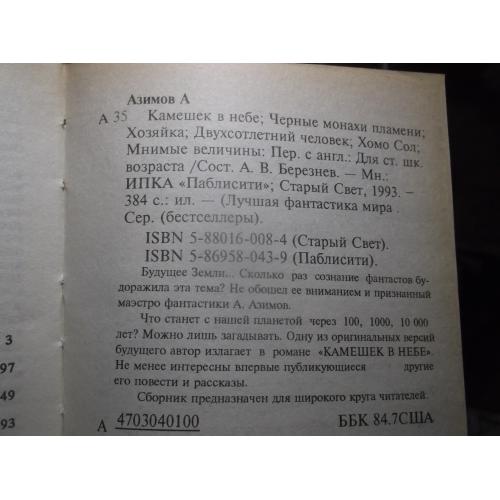 Азимов А
А 35 Камешек в небе; Черные монахи пламени;
Хозяйка; Двухсотлетний человек; Хомо Сол;
Мнимые величины: Пер. с англ.: Для ст. шк.
возраста /Сост. А. В. Березнев. — Мн.:
ИПКА «Паблисити»; Старый Свет, 1993. –
384 с.: ил. — (Лучшая фантастика мира .
Сер. (бестселлеры).
ISBN 5-88016-008-4 (Старый Свет).
ISBN 5-86958-043-9 (Паблисити).
Будущее Земли... Сколько раз сознание фантастов бу-
доражила эта тема? Не обошел ее вниманием и признанный
маэстро фантастики А. Азимов.
Что станет с нашей планетой через 100, 1000, 10 000
лет? Можно лишь загадывать. Одну из оригинальных версий
будущего автор излагает в романе «КАМЕШЕК В НЕБЕ».
Не менее интересны впервые публикующиеся другие
его повести и рассказы.
Сборник предназначен для широкого круга читателей.
А 4703040100 ББК 84.7США
3
97
49
93